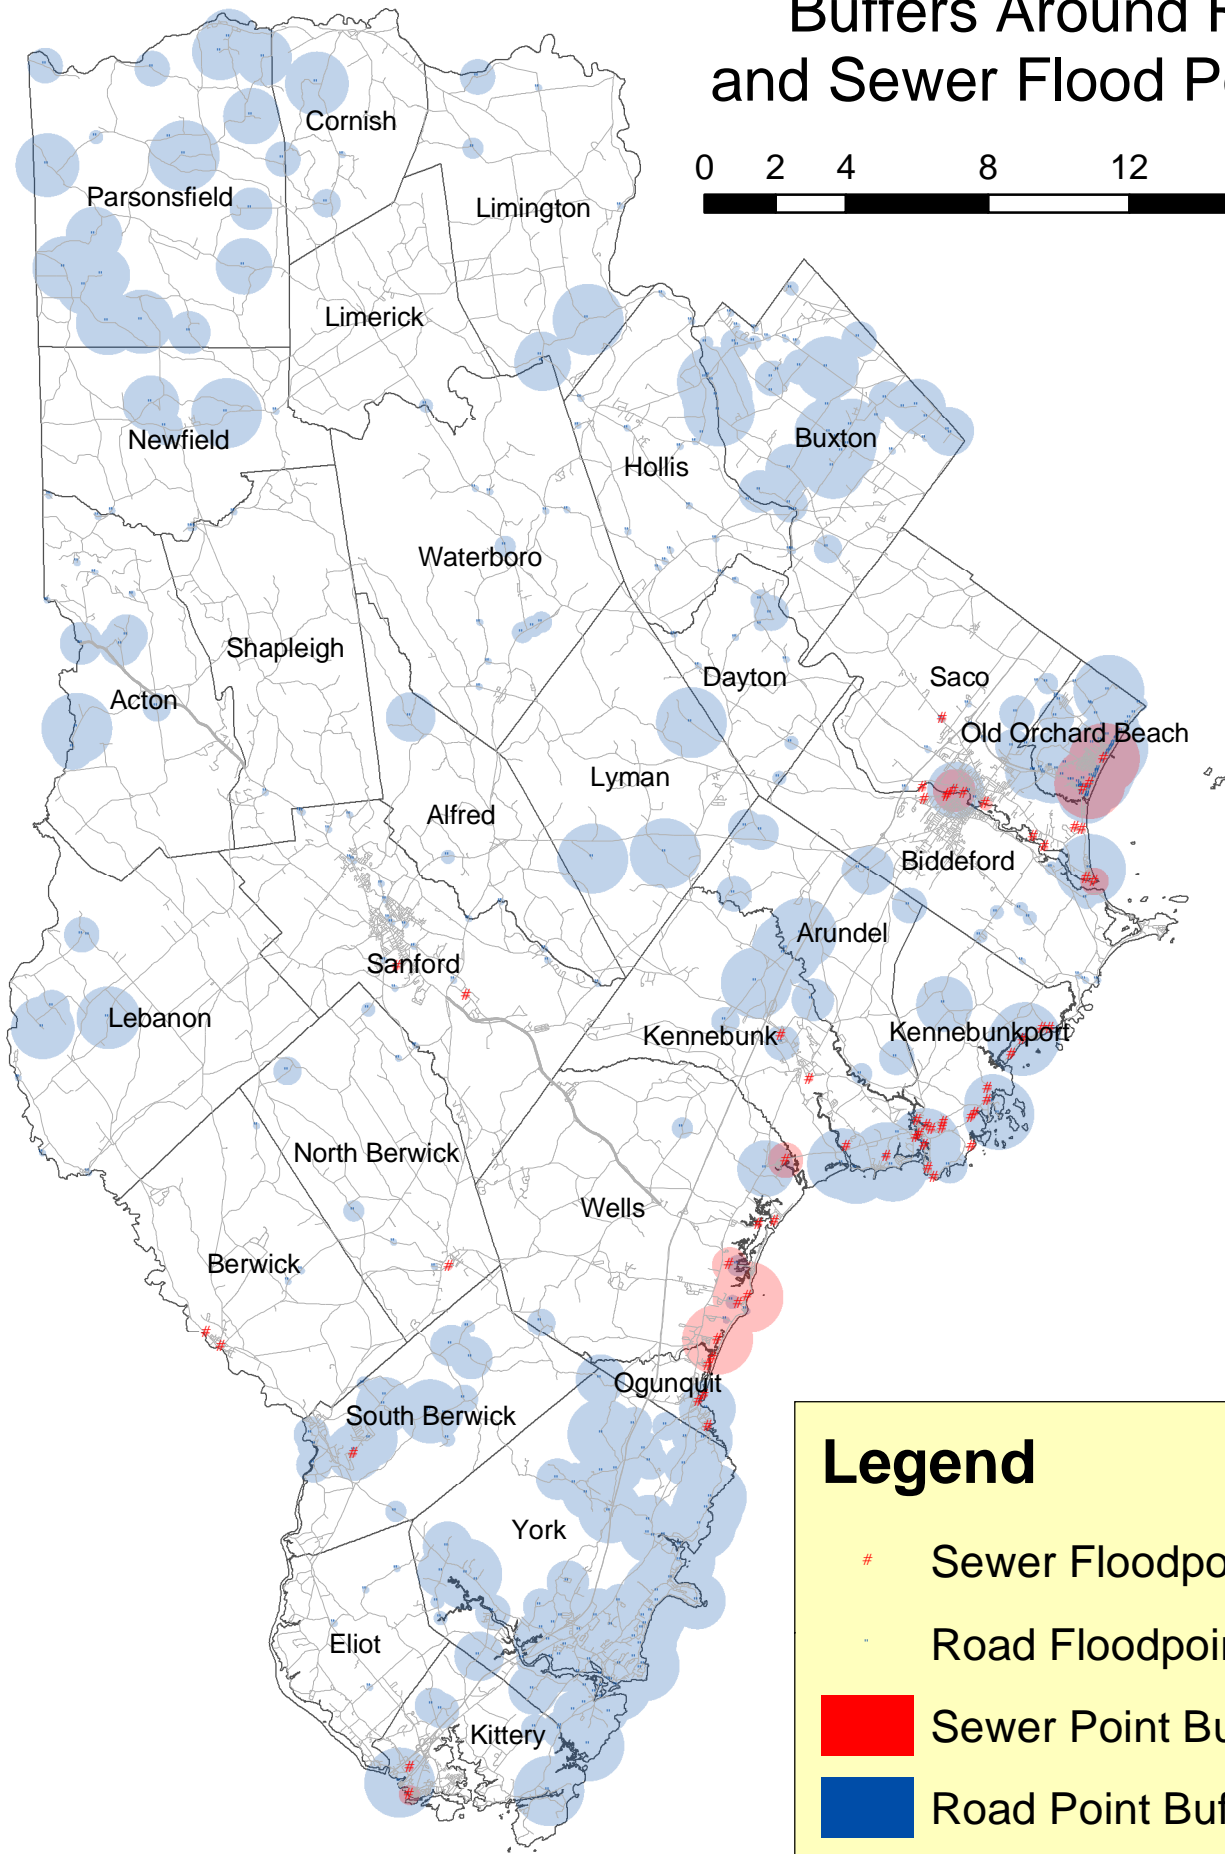 Buffers Around
and Sewer Flood
0 2 4 8 12
Cornish
Parsonsfield
Limington
Limerick
Newfield
Buxton
Hollis
Waterboro
Shapleigh
Dayton
Saco
Acton
Old Orchard Beach
Lyman
Alfred
Biddeford
Arundel
Sanford
Lebanon
Kennebunk
Kennebunkport
North Berwick
Wells
Berwick
Ogunquit
South Berwick
York
Eliot
Kittery
Legend
# Sewer Floodpo
Road Floodpoi
Sewer Point Bu
Road Point Buf